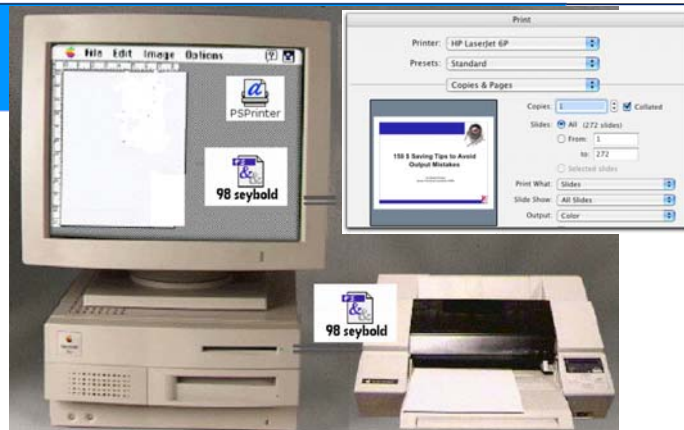 File Edit Image Options
PSPrinter
98 seybold
Print
Printer: HP LaserJet 6P
Presets: Standard
Copies & Pages
Copies: 1 Collated
Slides: All (272 slides)
From: 1
to: 272
Selected slides
Print What: Slides
Slide Show: All Slides
Output: Color
150 $ Saving Tips to Avoid
Output Mistakes
98 seybold